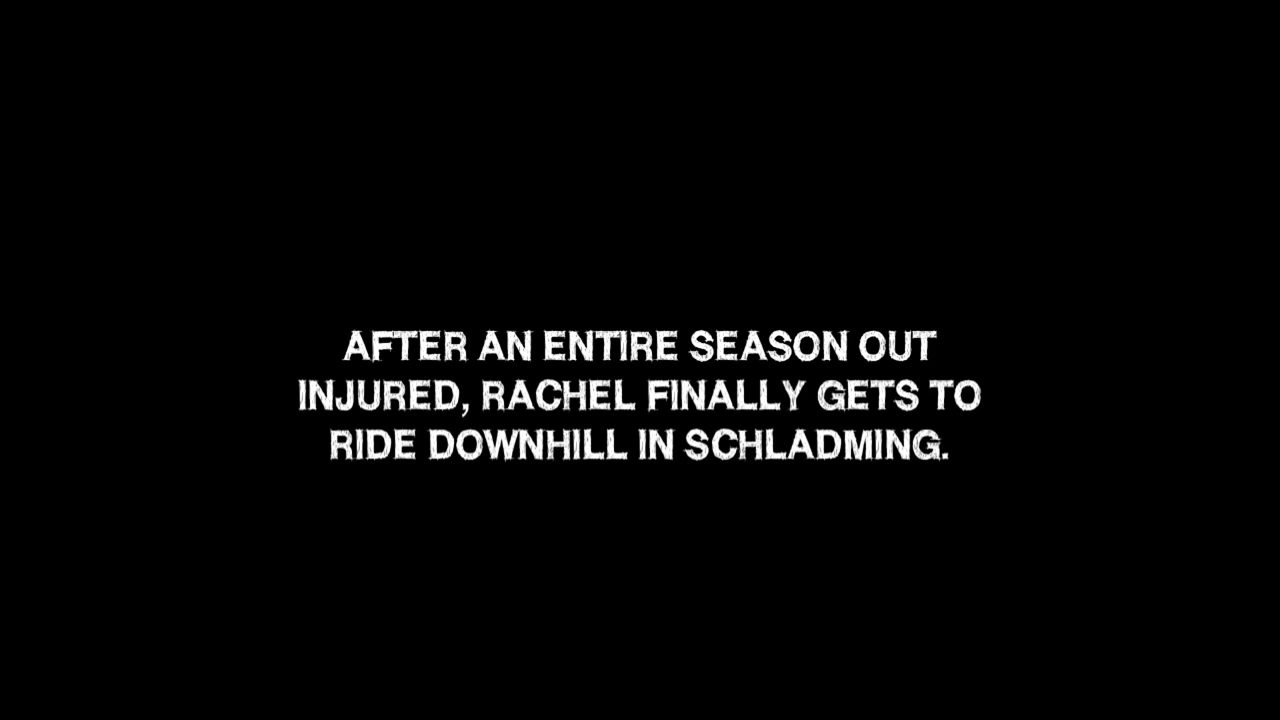 AFTER AN ENTIRE SEASON OUT
INJURED, RACHEL FINALLY GETS TO
RIDE DOWNHILL IN SCHLADMING.